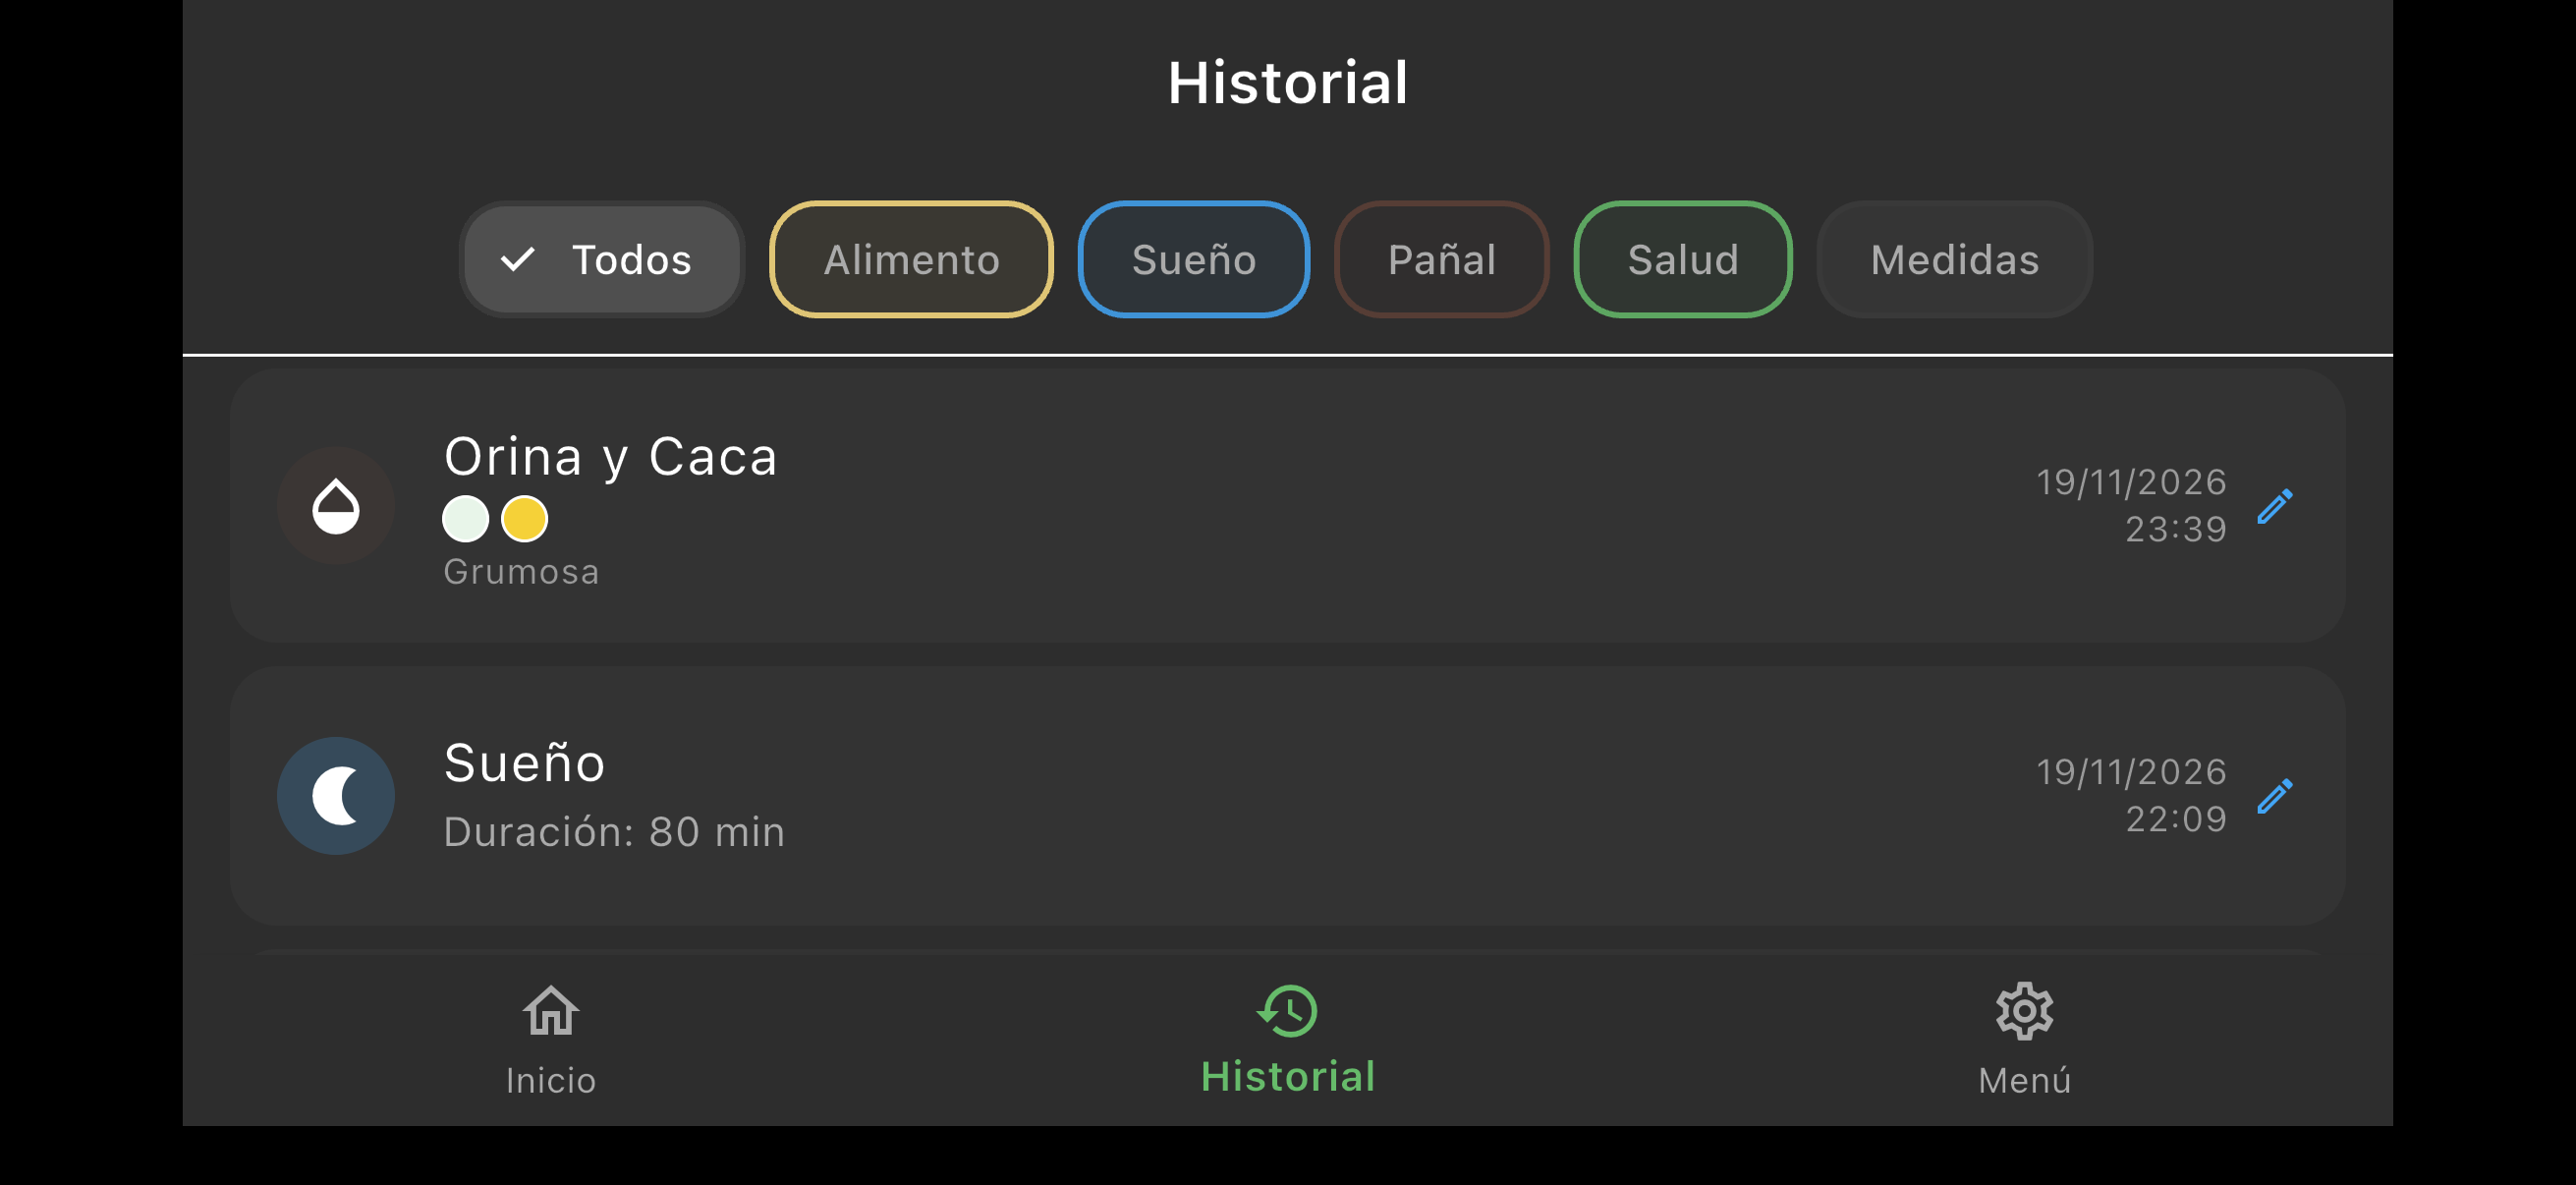 Historial
Todos
Alimento
Sueño
Pañal
Salud
Medidas
Orina y Caca
Grumosa
19/11/2026
23:39
Sueño
Duración: 80 min
19/11/2026
22:09
Inicio
Historial
Menú